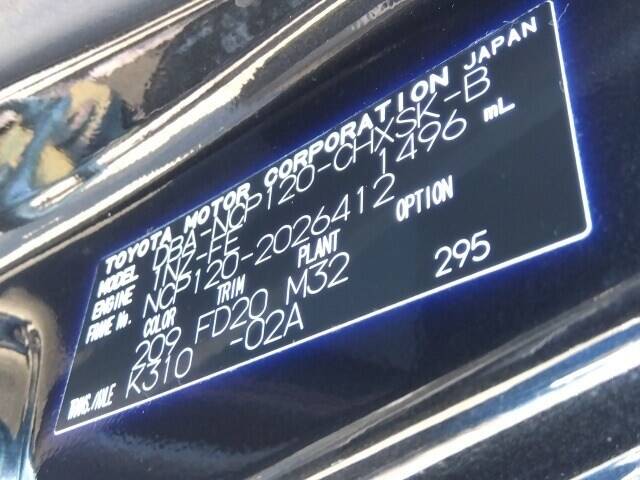 TOYOTA MOTOR CORPORATION JAPAN
MODEL DBA-NCP120-CHXSK-B
ENGINE 1NZ-FE 1496 mL
FRAME No. NCP120-2026412
COLOR TRIM PLANT OPTION
209 FD20 M32 295
TRANS./AXLE K310 -02A